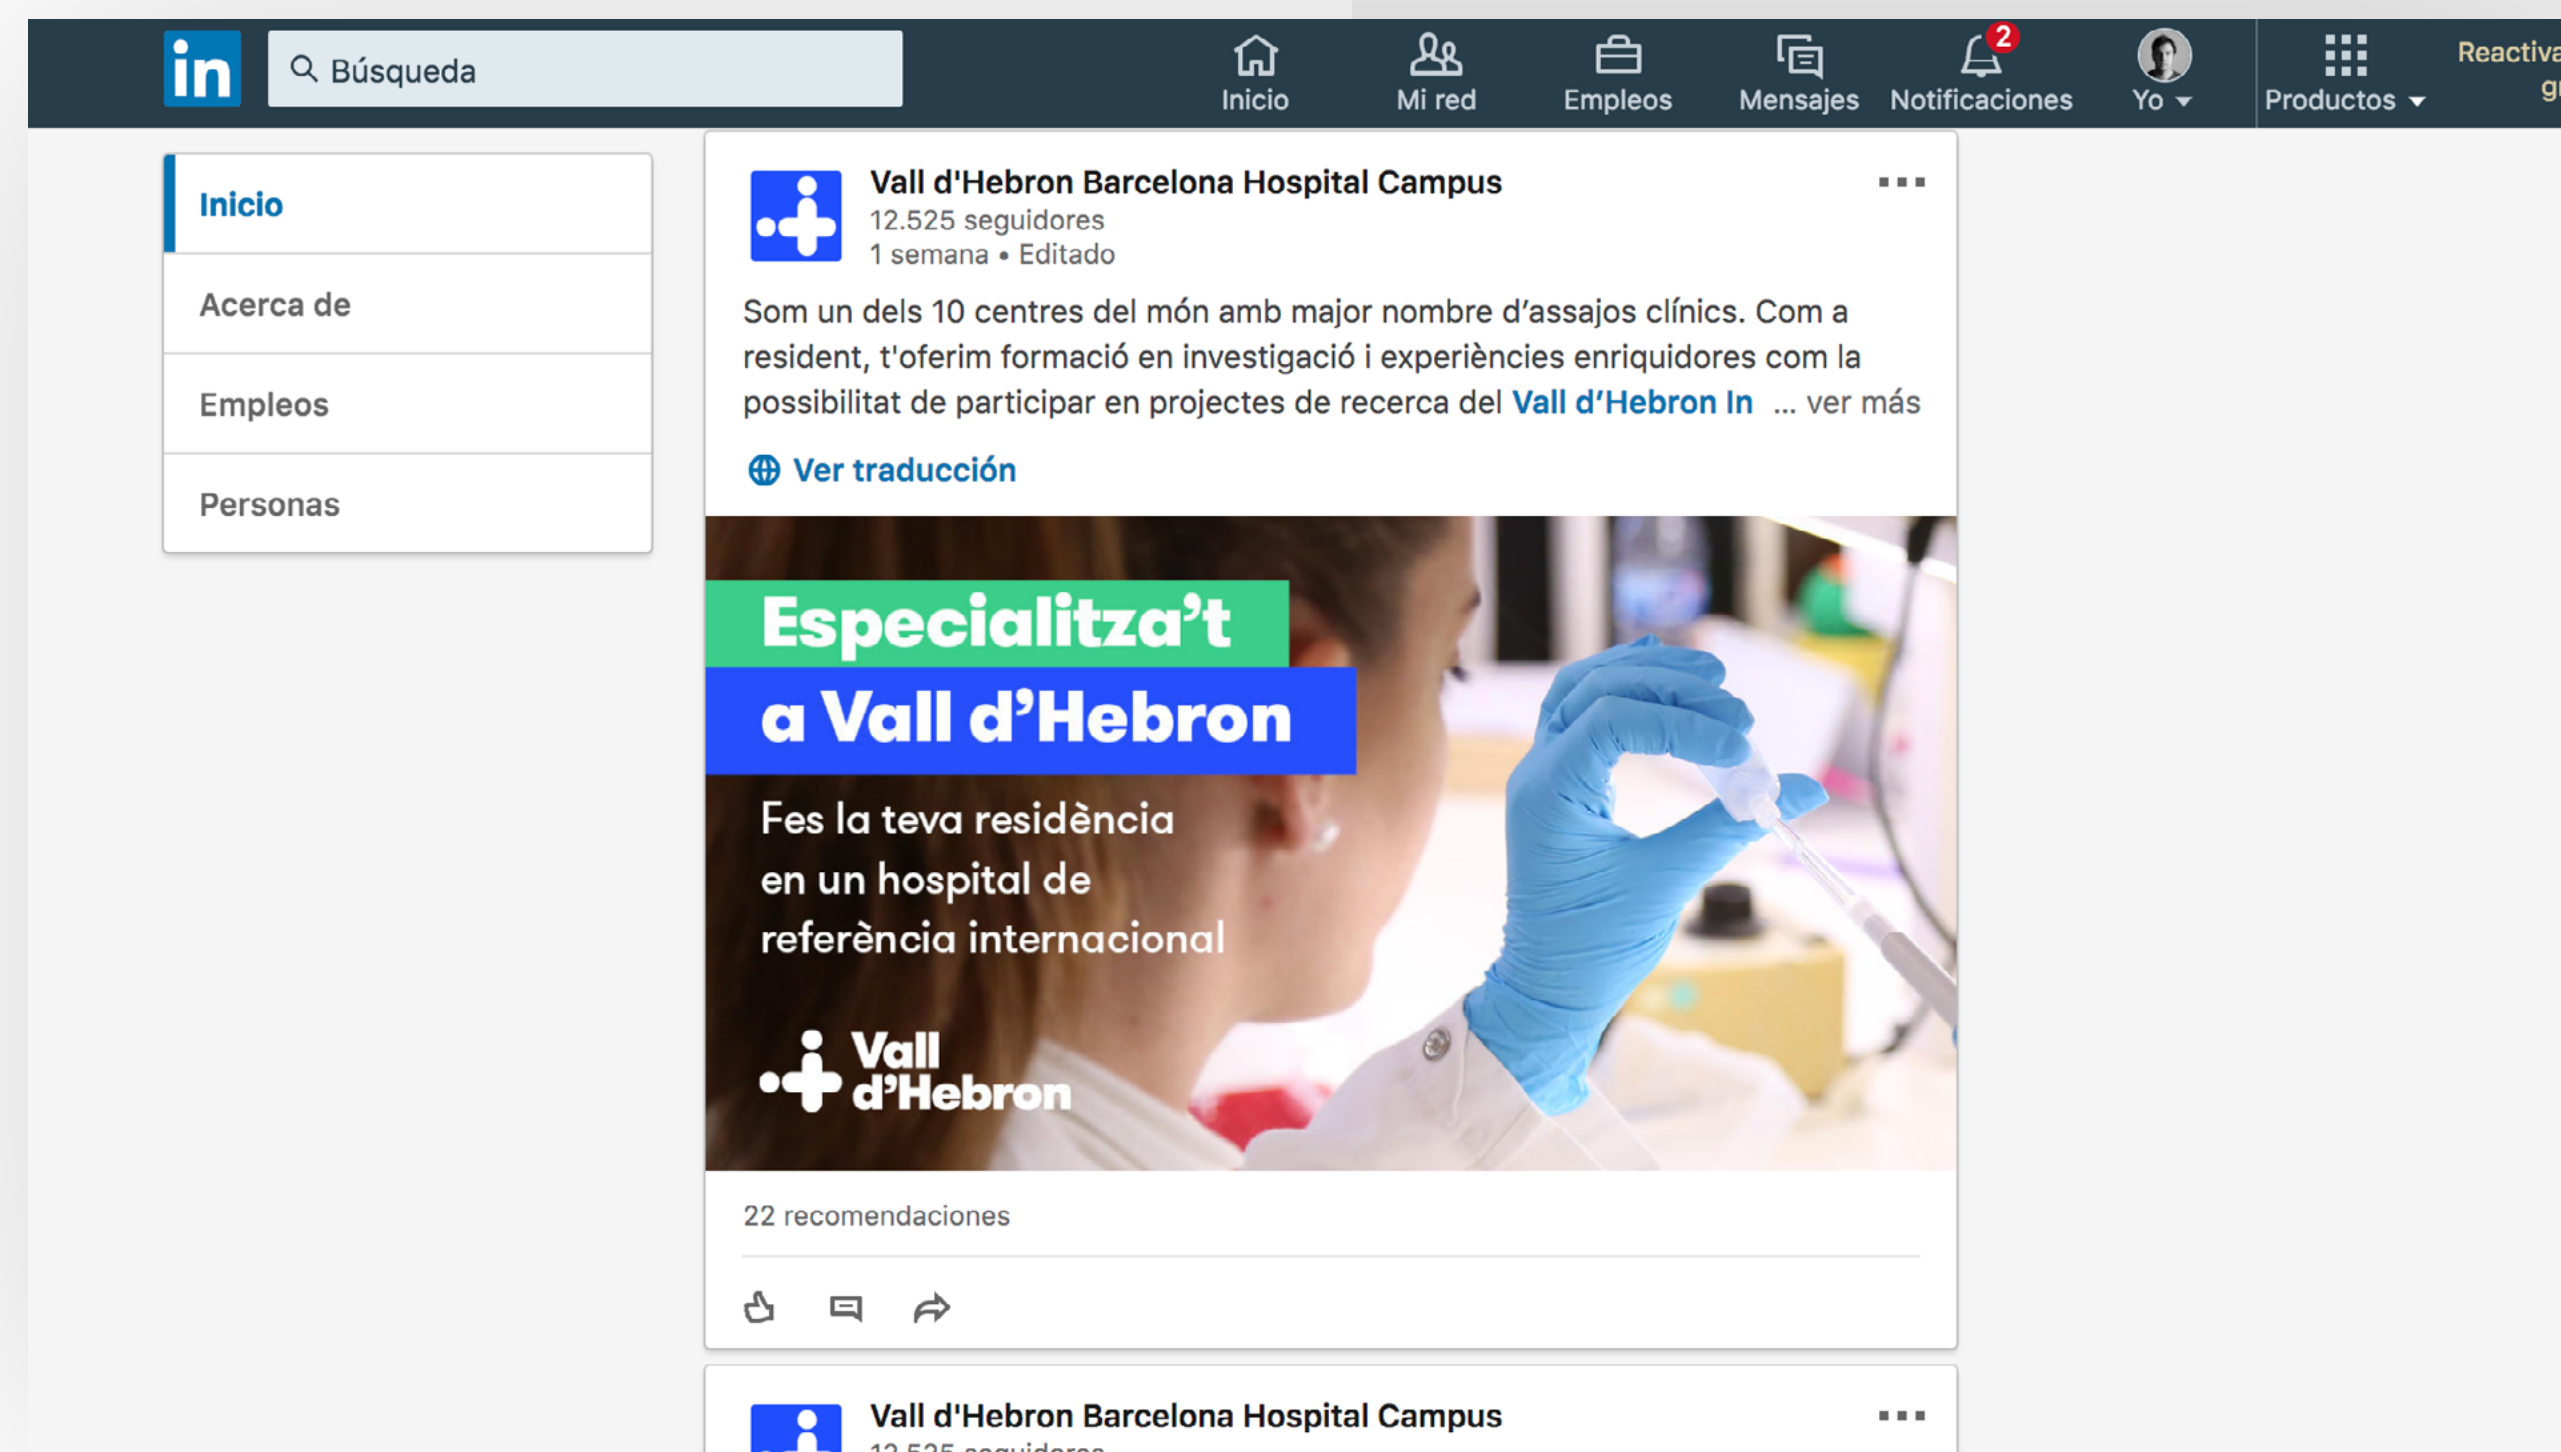 in
Búsqueda
Inicio
Mi red
Empleos
Mensajes
2
Notificaciones
Yo
Productos
Inicio
Acerca de
Empleos
Personas
Vall d'Hebron Barcelona Hospital Campus
12.525 seguidores
1 semana • Editado
Som un dels 10 centres del món amb major nombre d’assajos clínics. Com a
resident, t'oferim formació en investigació i experiències enriquidores com la
possibilitat de participar en projectes de recerca del Vall d’Hebron In ... ver más
Ver traducción
Especialitza’t
a Vall d’Hebron
Fes la teva residència
en un hospital de
referència internacional
Vall
d’Hebron
22 recomendaciones
Vall d'Hebron Barcelona Hospital Campus